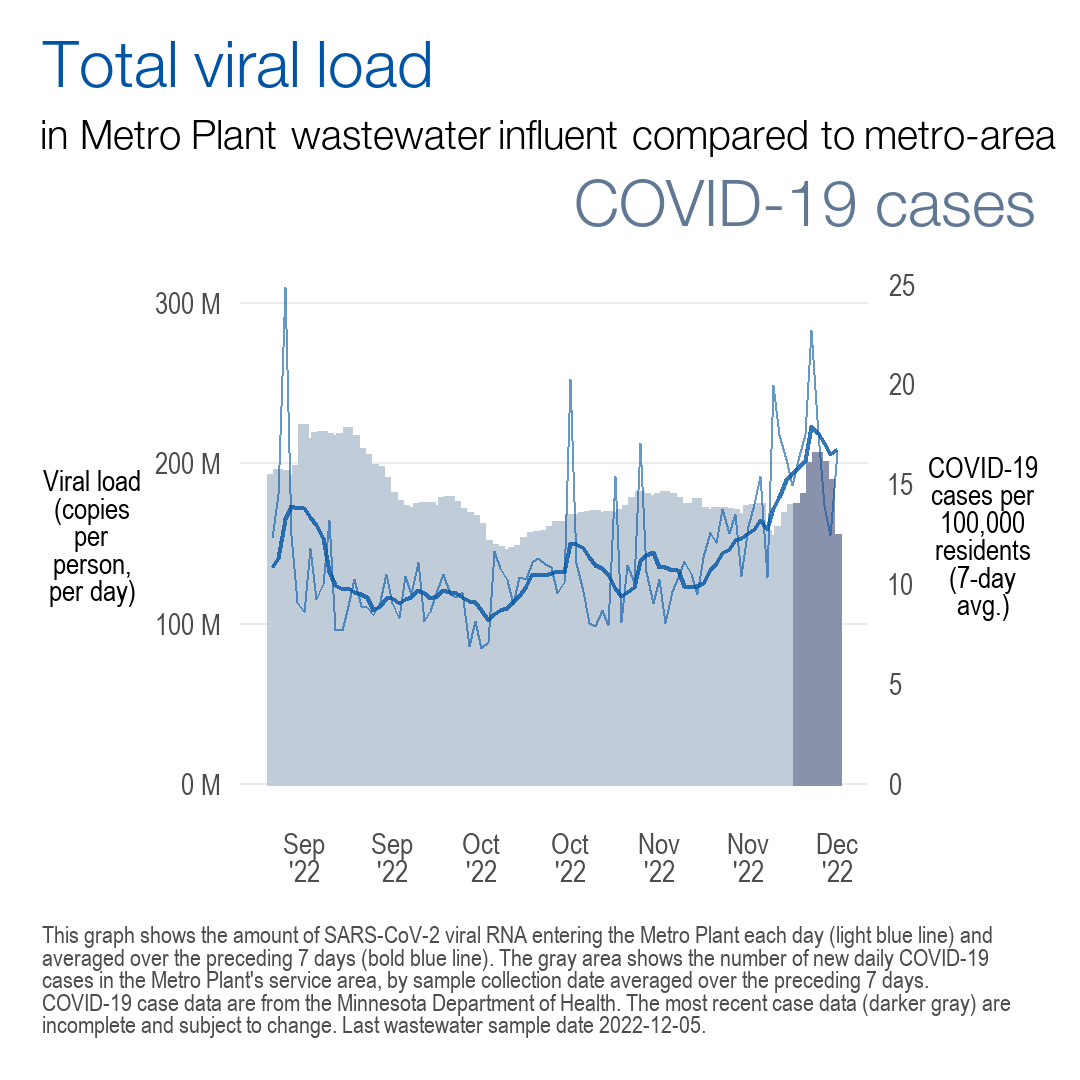 Total viral load
in Metro Plant wastewater influent compared to metro-area
COVID-19 cases
300 M
200 M
100 M
0 M
Viral load
(copies
per
person,
per day)
25
20
15
10
5
0
COVID-19
cases per
100,000
residents
(7-day
avg.)
Sep
'22
Sep
'22
Oct
'22
Oct
'22
Nov
'22
Nov
'22
Dec
'22
This graph shows the amount of SARS-CoV-2 viral RNA entering the Metro Plant each day (light blue line) and
averaged over the preceding 7 days (bold blue line). The gray area shows the number of new daily COVID-19
cases in the Metro Plant's service area, by sample collection date averaged over the preceding 7 days.
COVID-19 case data are from the Minnesota Department of Health. The most recent case data (darker gray) are
incomplete and subject to change. Last wastewater sample date 2022-12-05.